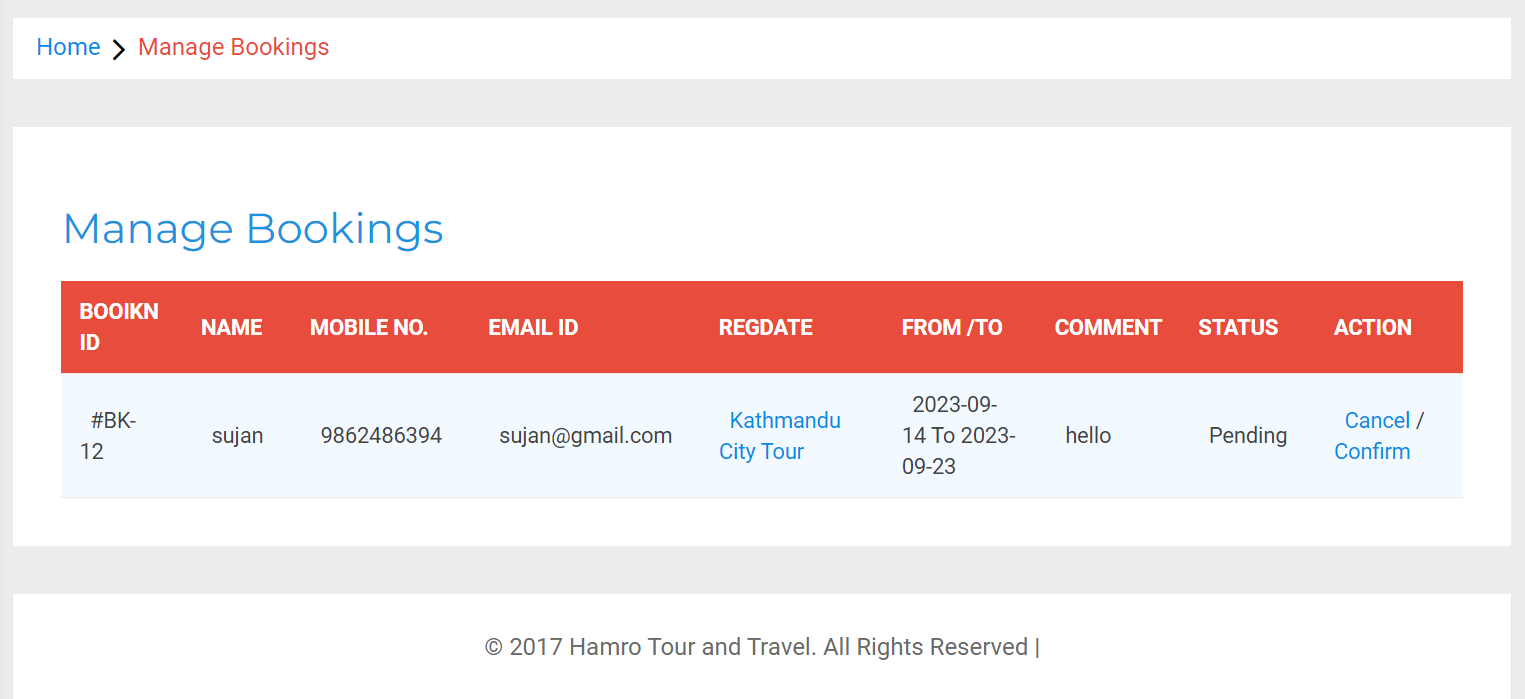 Home > Manage Bookings
Manage Bookings
BOOIKN ID NAME MOBILE NO. EMAIL ID REGDATE FROM /TO COMMENT STATUS ACTION
#BK-12 sujan 9862486394 sujan@gmail.com Kathmandu City Tour 2023-09-14 To 2023-09-23 hello Pending Cancel / Confirm
© 2017 Hamro Tour and Travel. All Rights Reserved |